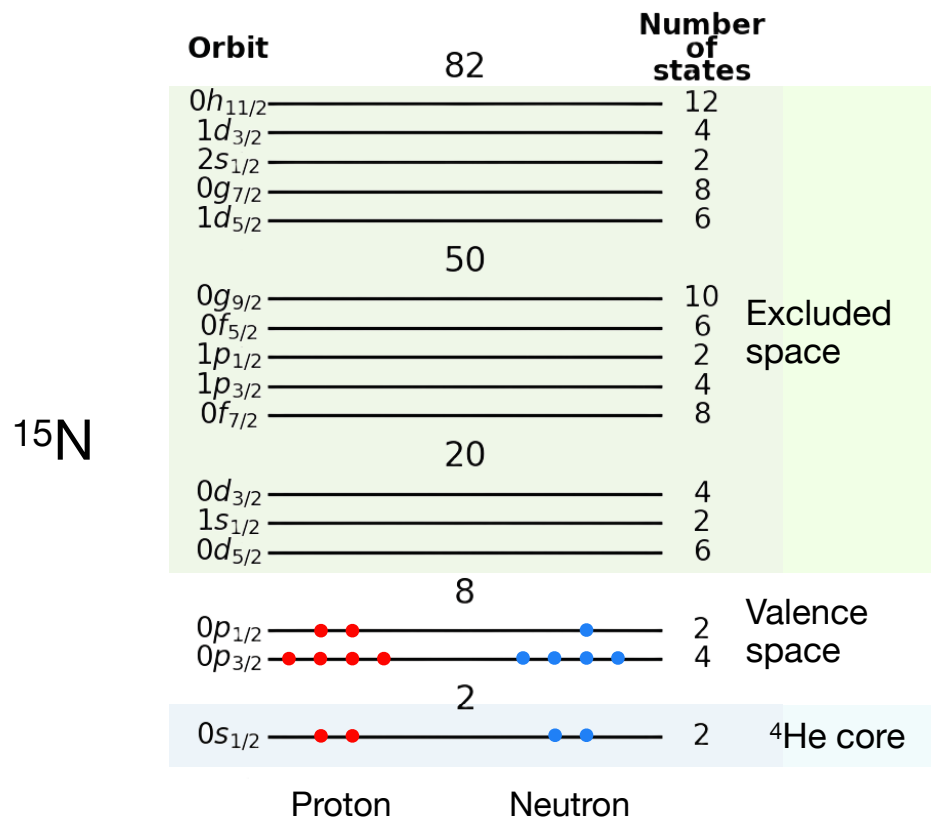 Orbit
Number
of
states
82
0h11/2 12
1d3/2 4
2s1/2 2
0g7/2 8
1d5/2 6
50
0g9/2 10
0f5/2 6
1p1/2 2
1p3/2 4
0f7/2 8
Excluded
space
20
15N
0d3/2 4
1s1/2 2
0d5/2 6
8
0p1/2 2
0p3/2 4
Valence
space
2
0s1/2 2 4He core
Proton Neutron